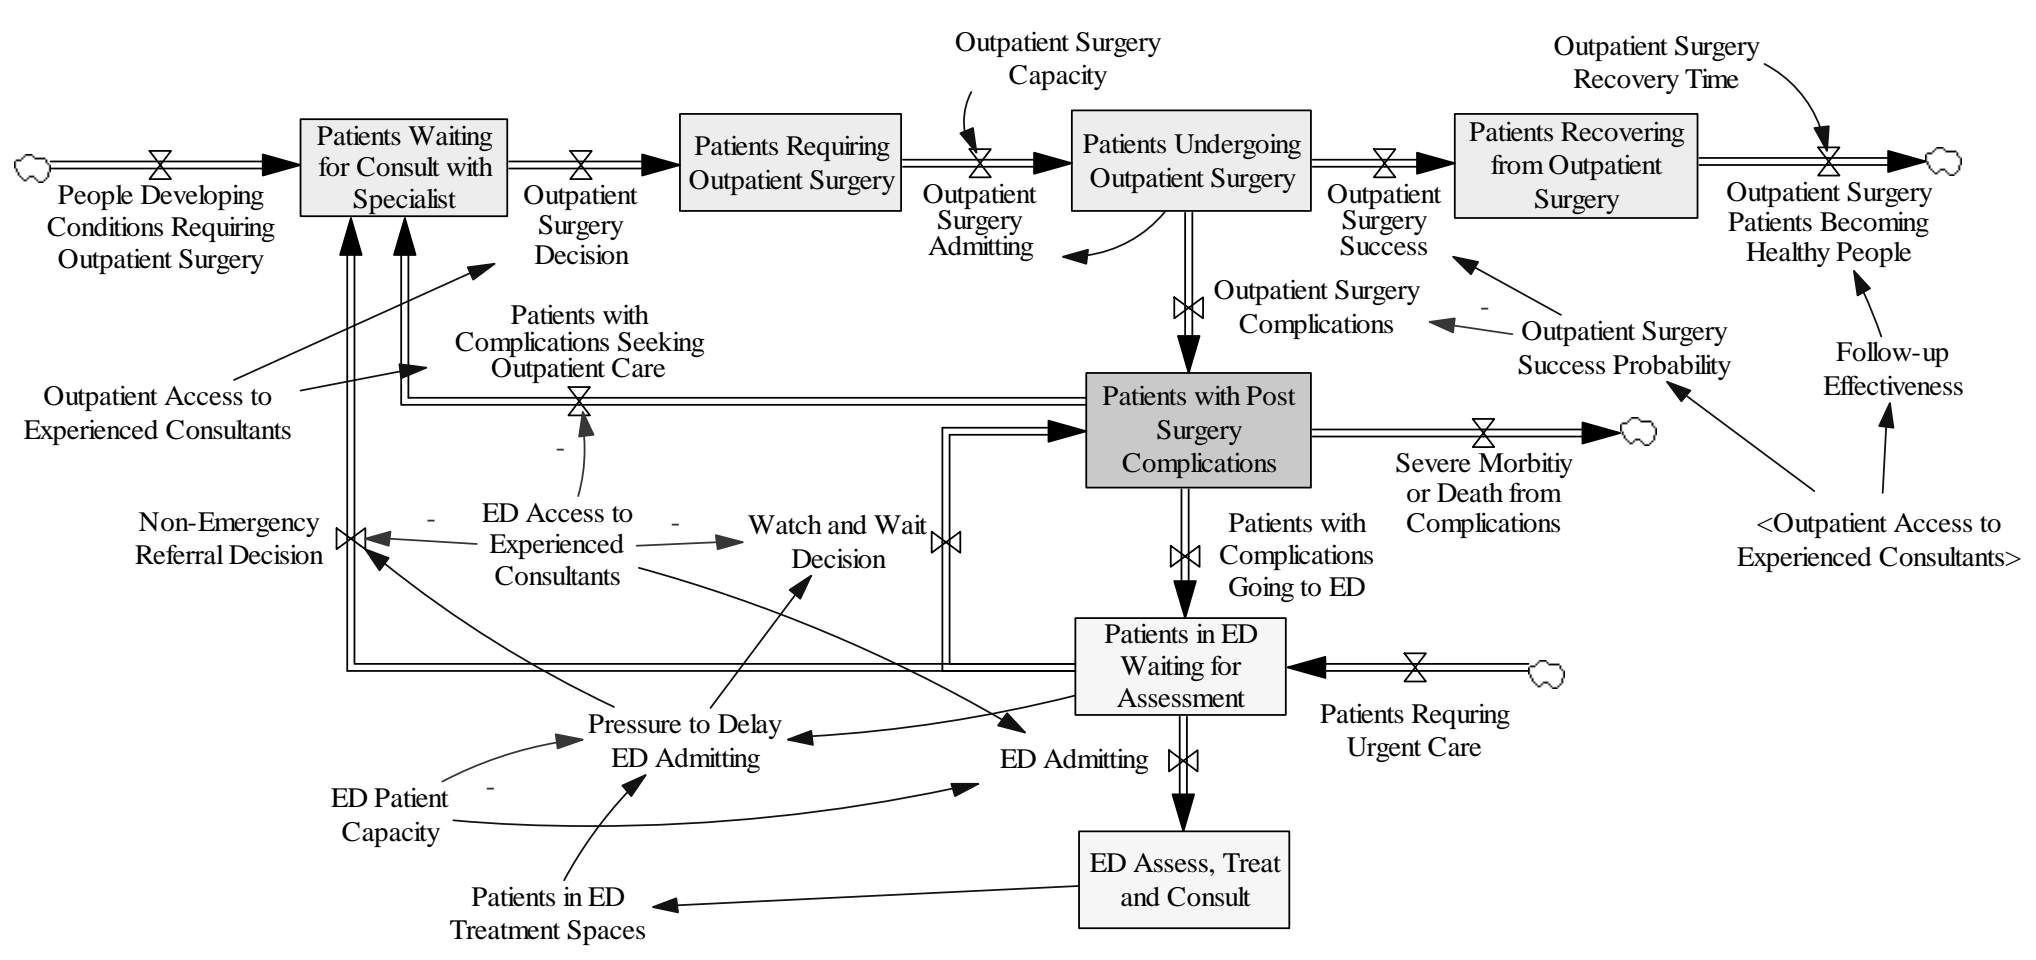 Outpatient Surgery
Capacity
Outpatient Surgery
Recovery Time
Patients Waiting
for Consult with
Specialist
Patients Requiring
Outpatient Surgery
Patients Undergoing
Outpatient Surgery
Patients Recovering
from Outpatient
Surgery
People Developing
Conditions Requiring
Outpatient Surgery
Outpatient
Surgery
Decision
Outpatient
Surgery
Admitting
Outpatient
Surgery
Success
Outpatient Surgery
Patients Becoming
Healthy People
Outpatient Surgery
Complications
-
Outpatient Surgery
Success Probability
Follow-up
Effectiveness
Patients with
Complications Seeking
Outpatient Care
Outpatient Access to
Experienced Consultants
-
Patients with Post
Surgery
Complications
Severe Morbitiy
or Death from
Complications
<Outpatient Access to
Experienced Consultants>
Non-Emergency
Referral Decision
-
ED Access to
Experienced
Consultants
-
Watch and Wait
Decision
Patients with
Complications
Going to ED
Patients in ED
Waiting for
Assessment
Patients Requring
Urgent Care
Pressure to Delay
ED Admitting
ED Admitting
-
ED Patient
Capacity
ED Assess, Treat
and Consult
Patients in ED
Treatment Spaces